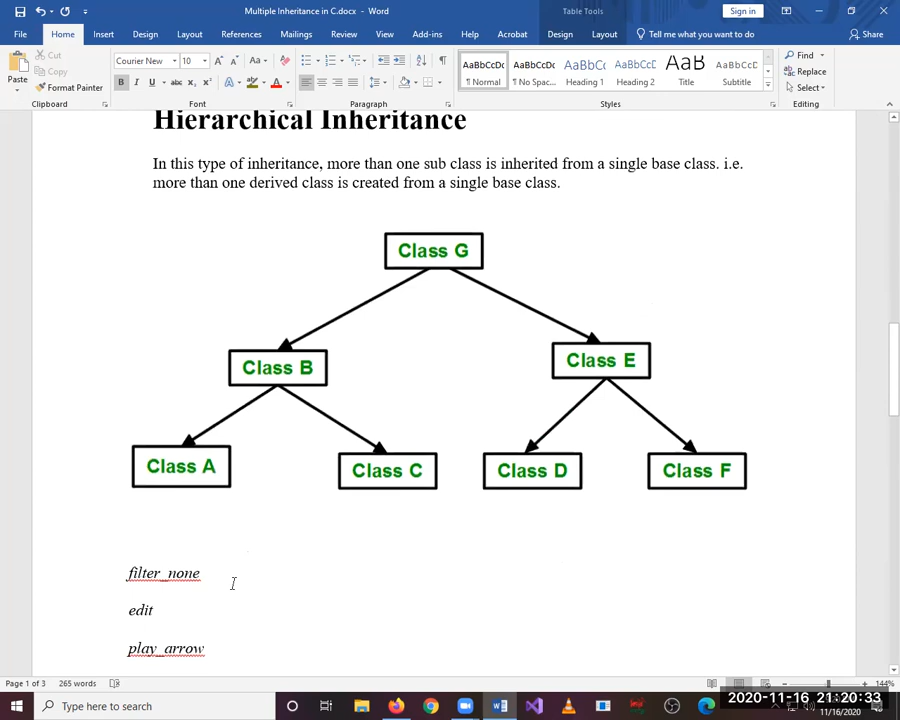 Multiple Inheritance in C.docx - Word
Table Tools
Sign in
File
Home
Insert
Design
Layout
References
Mailings
Review
View
Add-ins
Help
Acrobat
Design
Layout
Tell me what you want to do
Share
Paste
Cut
Copy
Format Painter
Clipboard
Courier New
10
Font
Paragraph
AaBbCcDc
¶ Normal
AaBbCcDc
¶ No Spac...
AaBbCc
Heading 1
AaBbCcD
Heading 2
AaB
Title
AaBbCcD
Subtitle
Styles
Find
Replace
Select
Editing
Hierarchical Inheritance
In this type of inheritance, more than one sub class is inherited from a single base class. i.e.
more than one derived class is created from a single base class.
Class G
Class B
Class E
Class A
Class C
Class D
Class F
filter_none
edit
play_arrow
Page 1 of 3
265 words
144%
Type here to search
2020-11-16 21:20:33
11/16/2020